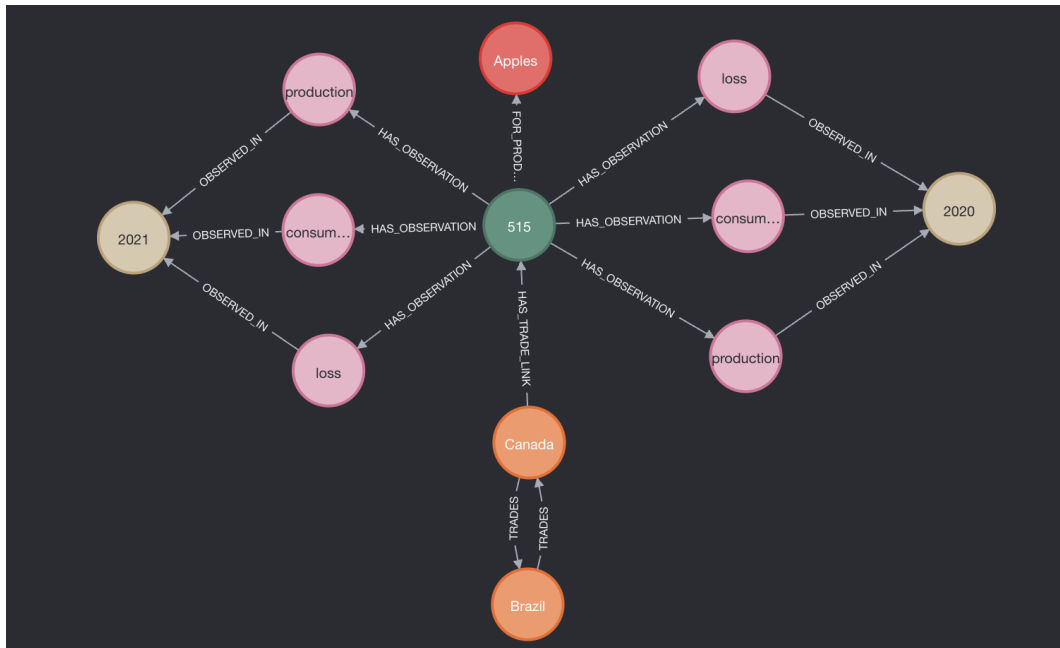 Apples
production
loss
FOR_PROD...
HAS_OBSERVATION
HAS_OBSERVATION
OBSERVED_IN
OBSERVED_IN
2021
OBSERVED_IN
consum...
HAS_OBSERVATION
515
HAS_OBSERVATION
consum...
OBSERVED_IN
2020
OBSERVED_IN
HAS_OBSERVATION
HAS_OBSERVATION
OBSERVED_IN
loss
HAS_TRADE_LINK
production
Canada
TRADES
TRADES
Brazil